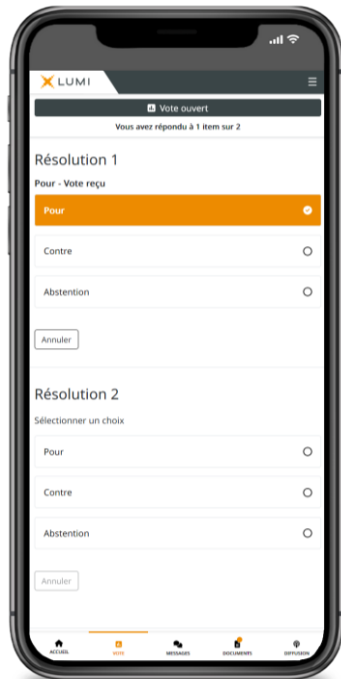 LUMI
Vote ouvert
Vous avez répondu à 1 item sur 2
Résolution 1
Pour - Vote reçu
Pour
Contre
Abstention
Annuler
Résolution 2
Sélectionner un choix
Pour
Contre
Abstention
Annuler
ACCUEIL VOTE MESSAGES DOCUMENTS DIFFUSION